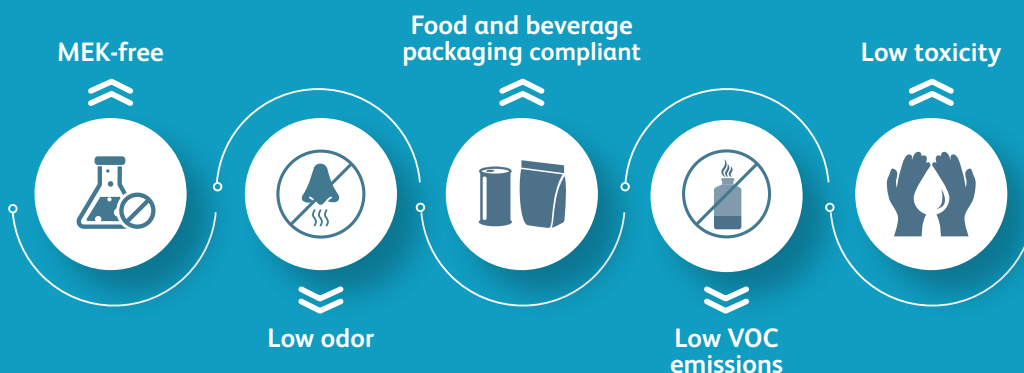 MEK-free
Low odor
Food and beverage
packaging compliant
Low VOC
emissions
Low toxicity